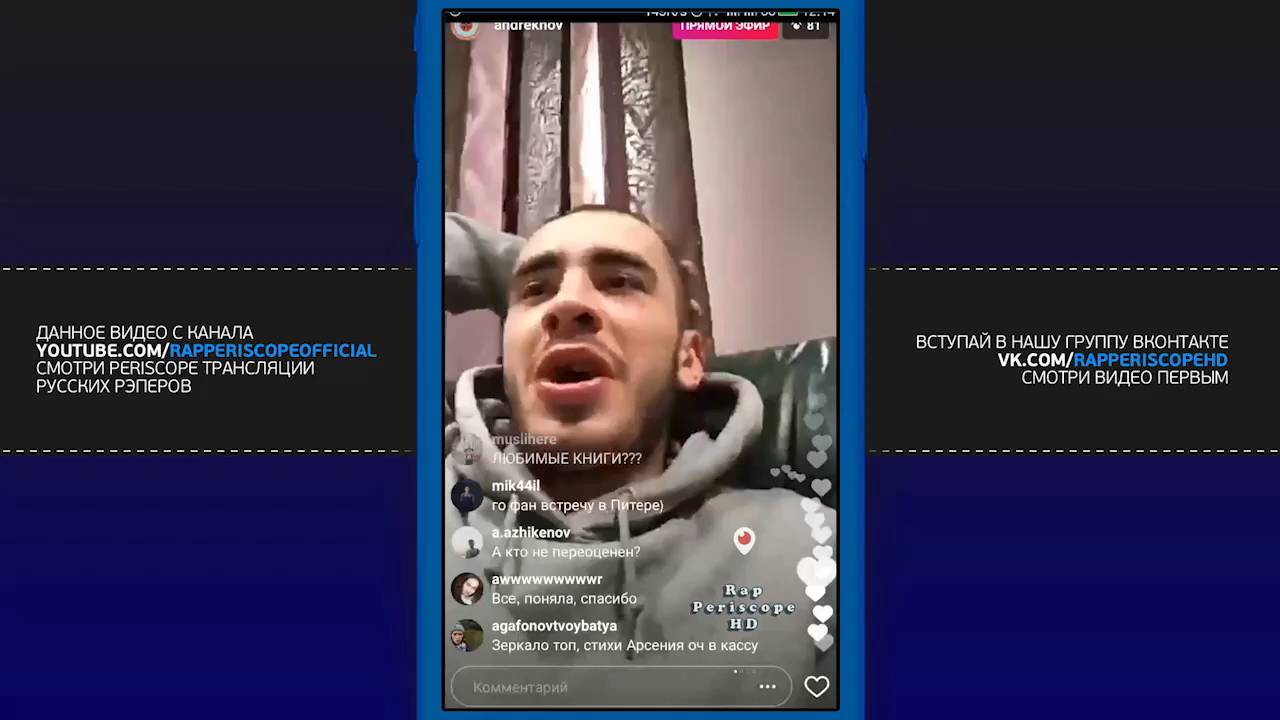 12:14
andreknov
ПРЯМОЙ ЭФИР
81
ДАННОЕ ВИДЕО С КАНАЛА
YOUTUBE.COM/RAPPERISCOPEOFFICIAL
СМОТРИ PERISCOPE ТРАНСЛЯЦИИ
РУССКИХ РЭПЕРОВ
ВСТУПАЙ В НАШУ ГРУППУ ВКОНТАКТЕ
VK.COM/RAPPERISCOPEHD
СМОТРИ ВИДЕО ПЕРВЫМ
muslihere
ЛЮБИМЫЕ КНИГИ???
mik44il
го фан встречу в Питере)
a.azhikenov
А кто не переоценен?
awwwwwwwwwr
Все, поняла, спасибо
agafonovtvoybatya
Зеркало топ, стихи Арсения оч в кассу
Rap
Periscope
HD
Комментарий